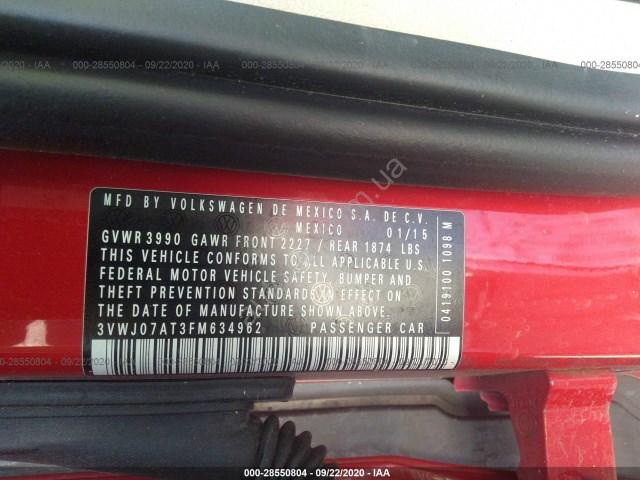 000-28550804 - 09/22/2020 - IAA
MFD BY VOLKSWAGEN DE MEXICO S.A. DE C.V.
MEXICO 01/15
GVWR 3990 GAWR FRONT 2227 / REAR 1874 LBS
THIS VEHICLE CONFORMS TO ALL APPLICABLE U.S.
FEDERAL MOTOR VEHICLE SAFETY, BUMPER AND
THEFT PREVENTION STANDARDS IN EFFECT ON
THE DATE OF MANUFACTURE SHOWN ABOVE.
3VWJ07AT3FM634962 PASSENGER CAR
0419100 1098 M
000-28550804 - 09/22/2020 - IAA